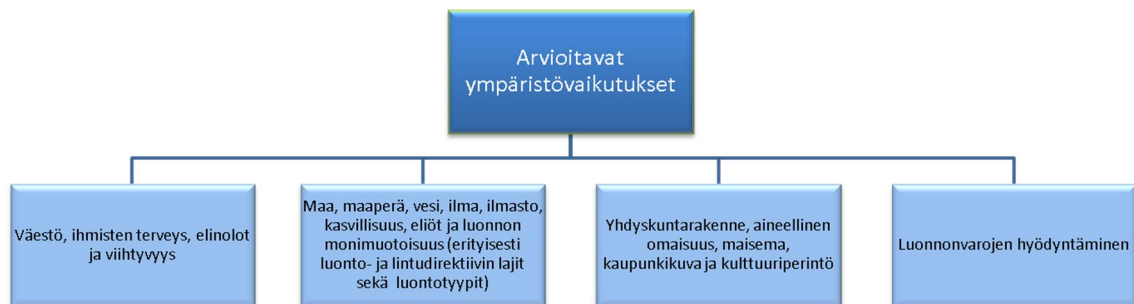 Arvioitavat
ympäristövaikutukset
Väestö, ihmisten terveys, elinolot
ja viihtyvyys
Maa, maaperä, vesi, ilma, ilmasto,
kasvillisuus, eliöt ja luonnon
monimuotoisuus (erityisesti
luonto- ja lintudirektiivin lajit
sekä luontotyypit)
Yhdyskuntarakenne, aineellinen
omaisuus, maisema,
kaupunkikuva ja kulttuuriperintö
Luonnonvarojen hyödyntäminen